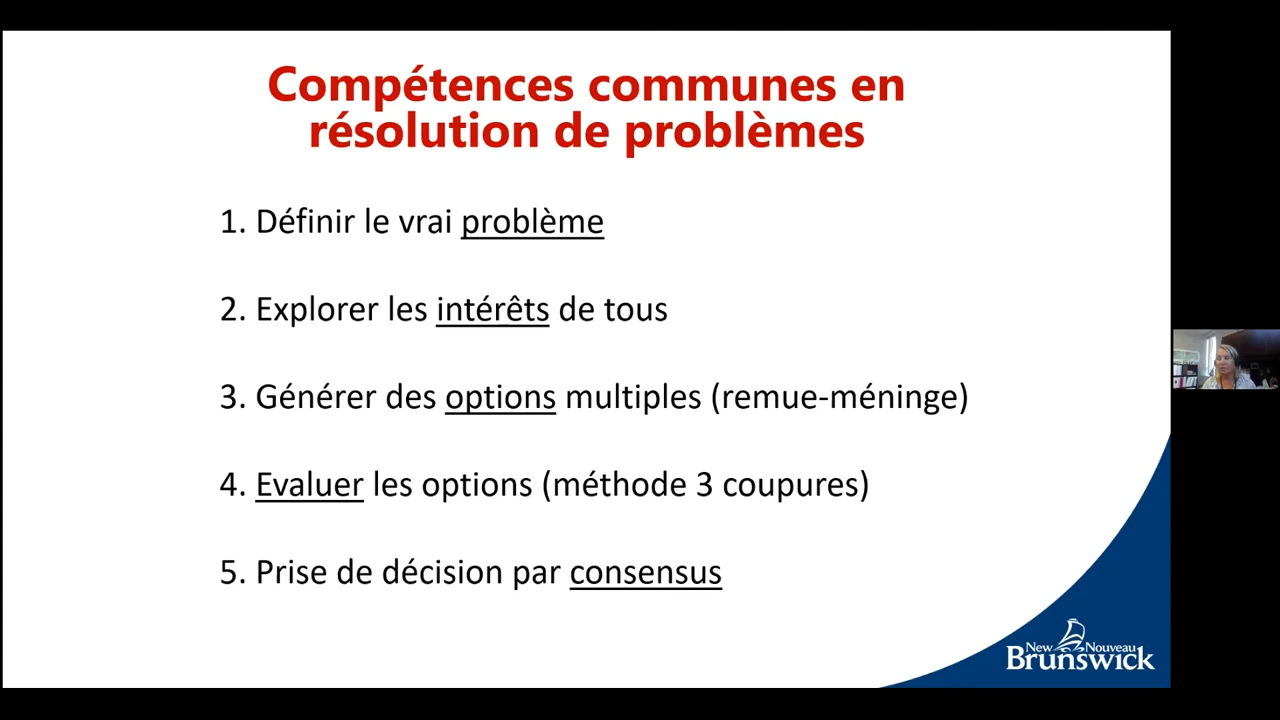 Compétences communes en
résolution de problèmes
1. Définir le vrai problème
2. Explorer les intérêts de tous
3. Générer des options multiples (remue-méninge)
4. Evaluer les options (méthode 3 coupures)
5. Prise de décision par consensus
New Nouveau
Brunswick